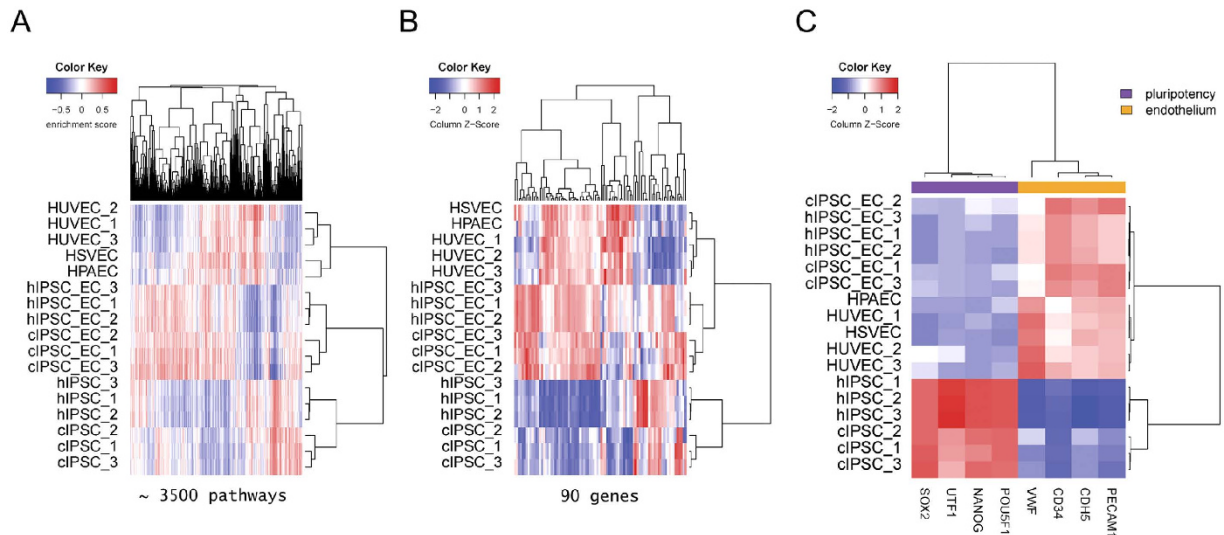 A
Color Key
−0.5 0 0.5
enrichment score
HUVEC_2
HUVEC_1
HUVEC_3
HSVEC
HPAEC
hIPSC_EC_3
hIPSC_EC_1
hIPSC_EC_2
cIPSC_EC_2
cIPSC_EC_1
cIPSC_EC_3
hIPSC_3
hIPSC_1
hIPSC_2
cIPSC_2
cIPSC_1
cIPSC_3
~ 3500 pathways
B
Color Key
−2 0 1 2
Column Z−Score
HSVEC
HPAEC
HUVEC_1
HUVEC_2
HUVEC_3
hIPSC_EC_3
hIPSC_EC_1
hIPSC_EC_2
cIPSC_EC_3
cIPSC_EC_1
cIPSC_EC_2
hIPSC_3
hIPSC_1
hIPSC_2
cIPSC_2
cIPSC_1
cIPSC_3
90 genes
C
Color Key
−2 0 1 2
Column Z−Score
pluripotency
endothelium
cIPSC_EC_2
hIPSC_EC_3
hIPSC_EC_1
hIPSC_EC_2
cIPSC_EC_1
cIPSC_EC_3
HPAEC
HUVEC_1
HSVEC
HUVEC_2
HUVEC_3
hIPSC_1
hIPSC_2
hIPSC_3
cIPSC_2
cIPSC_1
cIPSC_3
SOX2
UTF1
NANOG
POU5F1
VWF
CD34
CDH5
PECAM1